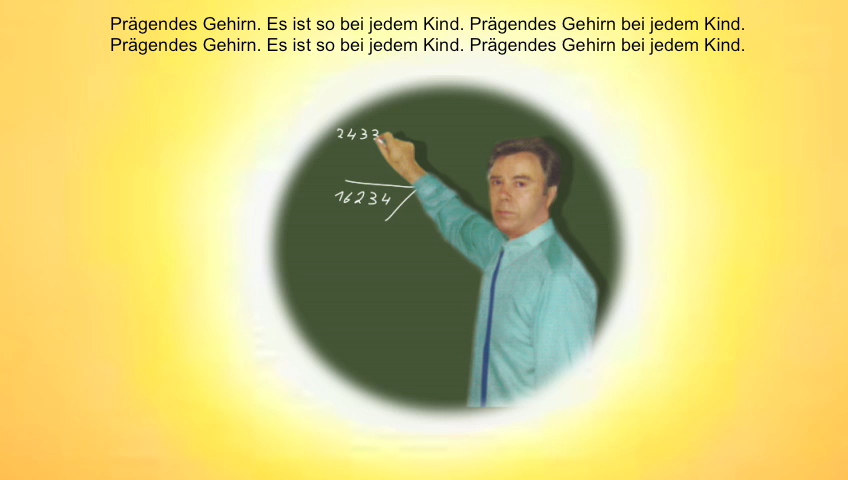 Prägendes Gehirn. Es ist so bei jedem Kind. Prägendes Gehirn bei jedem Kind.
Prägendes Gehirn. Es ist so bei jedem Kind. Prägendes Gehirn bei jedem Kind.
2433
16234